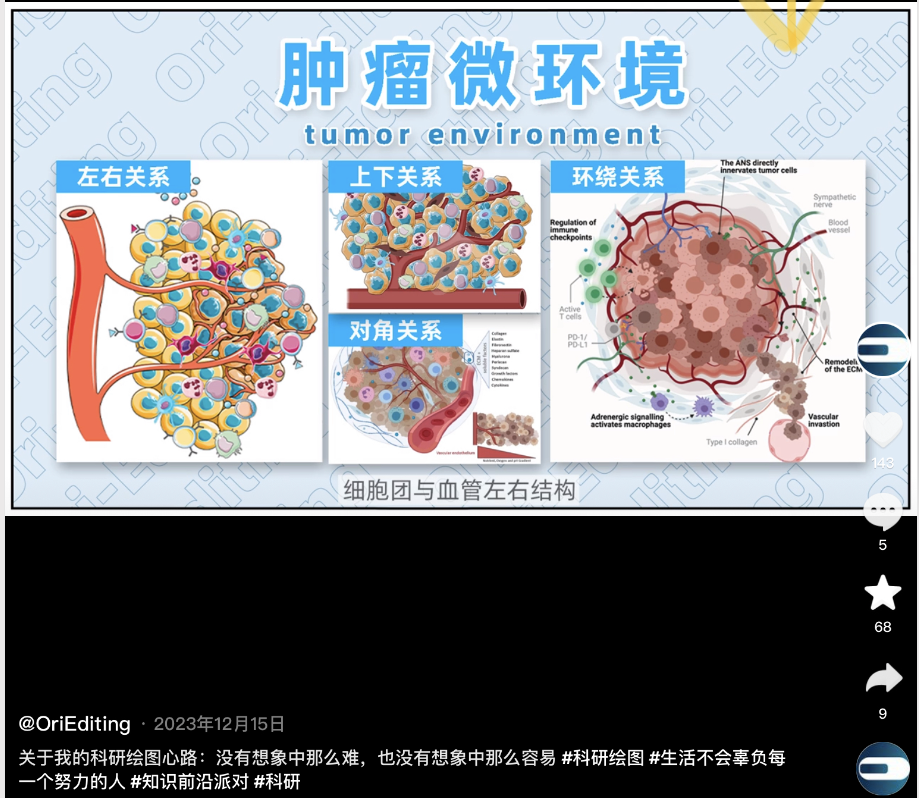 肿瘤微环境
tumor environment
左右关系
上下关系
对角关系
环绕关系
The ANS directly
innervates tumor cells
Sympathetic
nerve
Blood
vessel
Regulation of
immune
checkpoints
Active
T cells
PD-1/
PD-L1
Remodeli
of the ECM
Adrenergic signalling
activates macrophages
Type I collagen
Vascular
invastion
Collagen
Elastin
Fibronectin
Growth factors
Chemokines
Cytokines
Vascular endothelium
细胞团与血管左右结构
143
5
68
9
@OriEditing · 2023年12月15日
关于我的科研绘图心路：没有想象中那么难，也没有想象中那么容易 #科研绘图 #生活不会辜负每
一个努力的人 #知识前沿派对 #科研
Ori-Editing